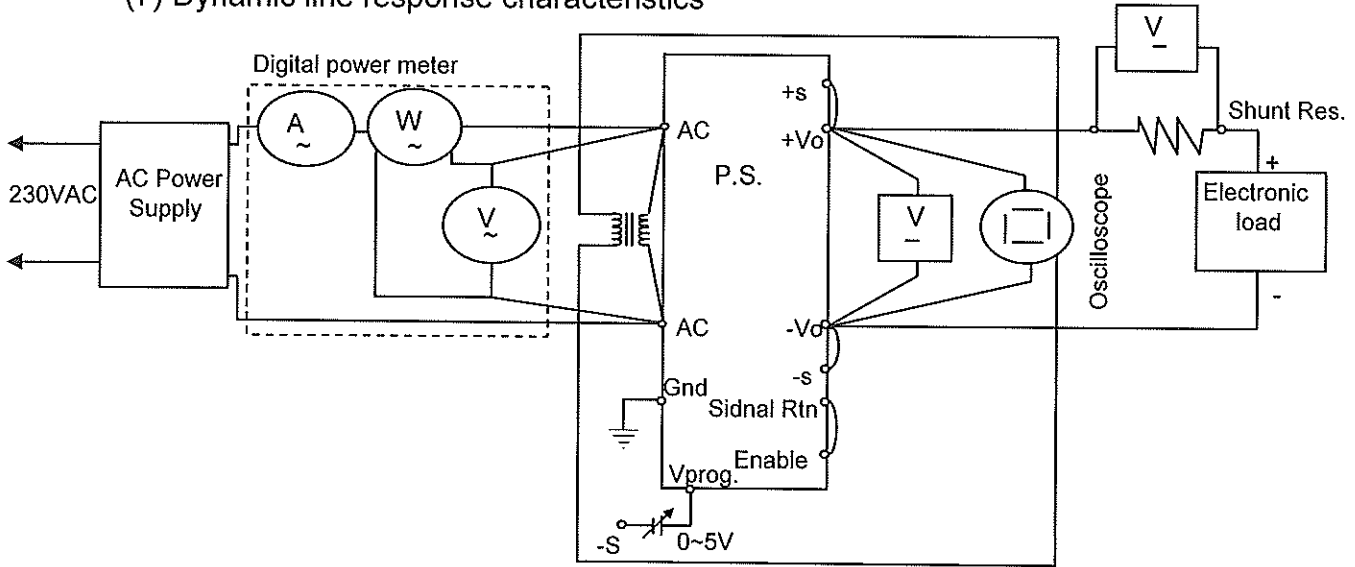 (F) Dynamic line response characteristics
Digital power meter
A
~
W
~
V
~
230VAC
AC Power
Supply
AC
AC
Gnd
Vprog.
-S
0~5V
P.S.
+s
+Vo
-Vo
-s
Sidnal Rtn
Enable
V
Oscilloscope
V
Shunt Res.
+
Electronic
load
-